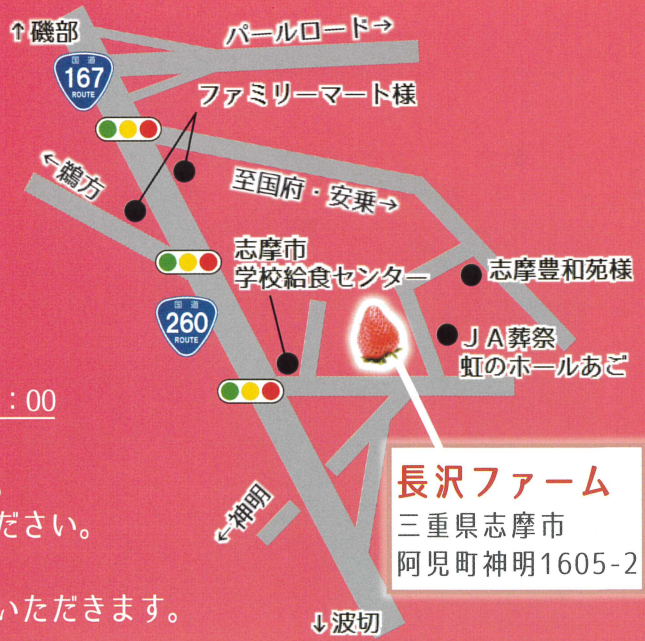 ↑磯部
パールロード→
国道
167
ROUTE
ファミリーマート様
←鵜方
至国府・安乗→
志摩市
学校給食センター
志摩豊和苑様
国道
260
ROUTE
JA葬祭
虹のホールあご
:00
ださい。
長沢ファーム
三重県志摩市
阿児町神明1605-2
←神明
いただきます。
↓波切